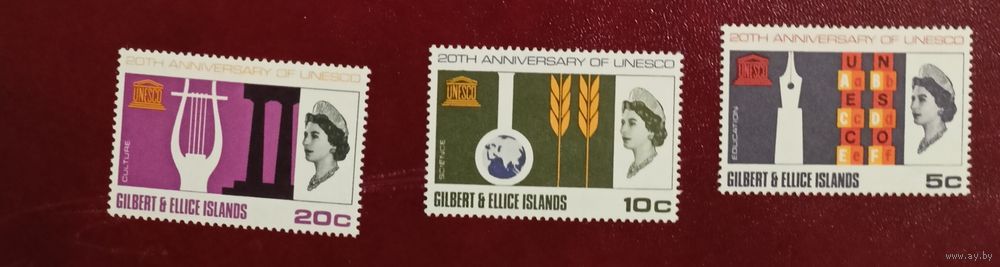 20TH ANNIVERSARY OF UNESCO
UNESCO
CULTURE
GILBERT & ELLICE ISLANDS
20c
20TH ANNIVERSARY OF UNESCO
UNESCO
SCIENCE
GILBERT & ELLICE ISLANDS
10c
20TH ANNIVERSARY OF UNESCO
UNESCO
EDUCATION
GILBERT & ELLICE ISLANDS
5c
www.ay.by